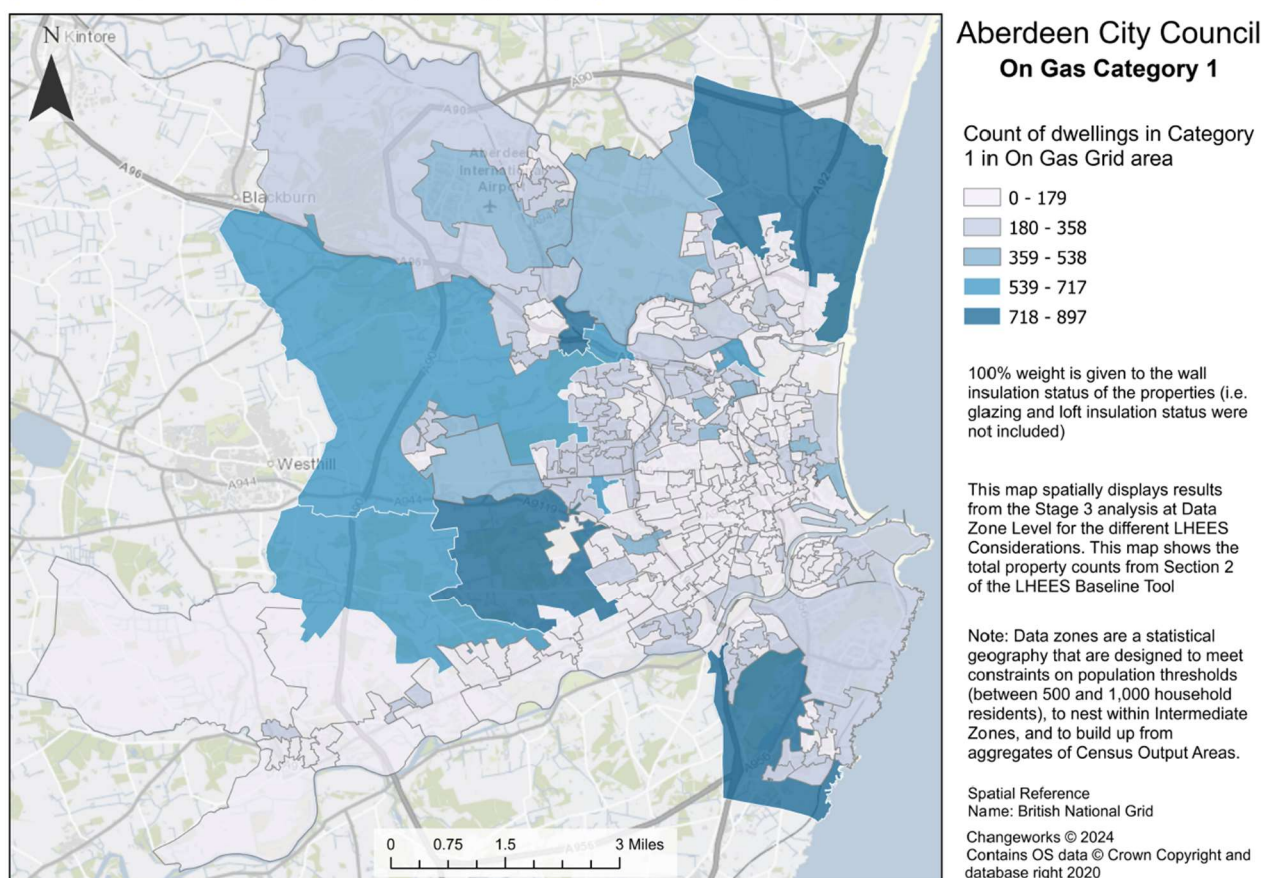 Aberdeen City Council
On Gas Category 1
Count of dwellings in Category
1 in On Gas Grid area
0 - 179
180 - 358
359 - 538
539 - 717
718 - 897
100% weight is given to the wall
insulation status of the properties (i.e.
glazing and loft insulation status were
not included)
This map spatially displays results
from the Stage 3 analysis at Data
Zone Level for the different LHEES
Considerations. This map shows the
total property counts from Section 2
of the LHEES Baseline Tool
Note: Data zones are a statistical
geography that are designed to meet
constraints on population thresholds
(between 500 and 1,000 household
residents), to nest within Intermediate
Zones, and to build up from
aggregates of Census Output Areas.
Spatial Reference
Name: British National Grid
Changeworks © 2024
Contains OS data © Crown Copyright and
database right 2020
N
Kintore
A90
A96
Airport
Blackburn
Westhill
A944
A944
0 0.75 1.5 3 Miles
A956